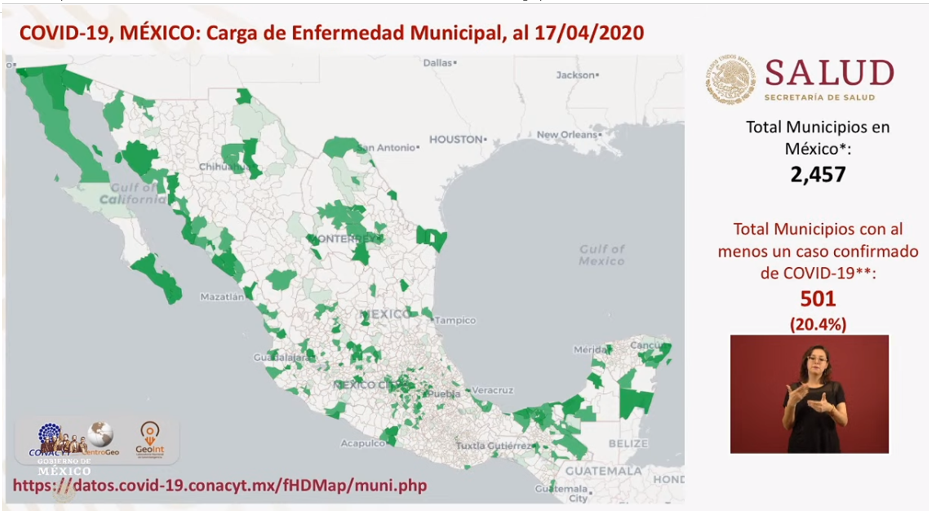 COVID-19, MÉXICO: Carga de Enfermedad Municipal, al 17/04/2020
SALUD
SECRETARÍA DE SALUD
Total Municipios en
México*:
2,457
Total Municipios con al
menos un caso confirmado
de COVID-19**:
501
(20.4%)
Dallas
Jackson
HOUSTON
New Orleans
San Antonio
Chihuahua
Gulf of
California
MONTERREY
Gulf of
Mexico
Mazatlan
MEXICO
Tampico
Guadalajara
Mérida
Cancun
MEXICO CITY
Puebla
Veracruz
Acapulco
Tuxtla Gutiérrez
BELIZE
GUATEMALA
Guatemala
City
HOND
CONACYT
CentroGeo
GeoInt
GOBIERNO DE
MÉXICO
https://datos.covid-19.conacyt.mx/fHDMap/muni.php